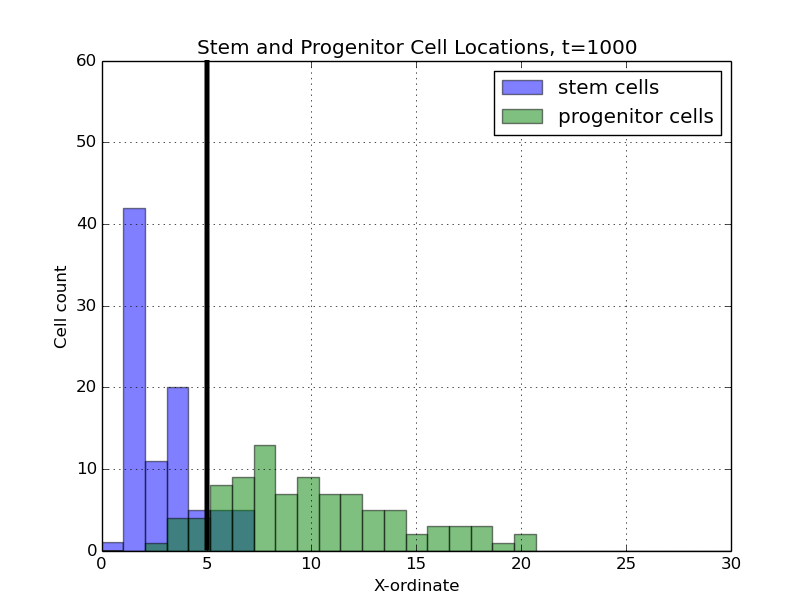 Stem and Progenitor Cell Locations, t=1000
60
50
40
30
20
10
0
Cell count
stem cells
progenitor cells
0 5 10 15 20 25 30
X-ordinate